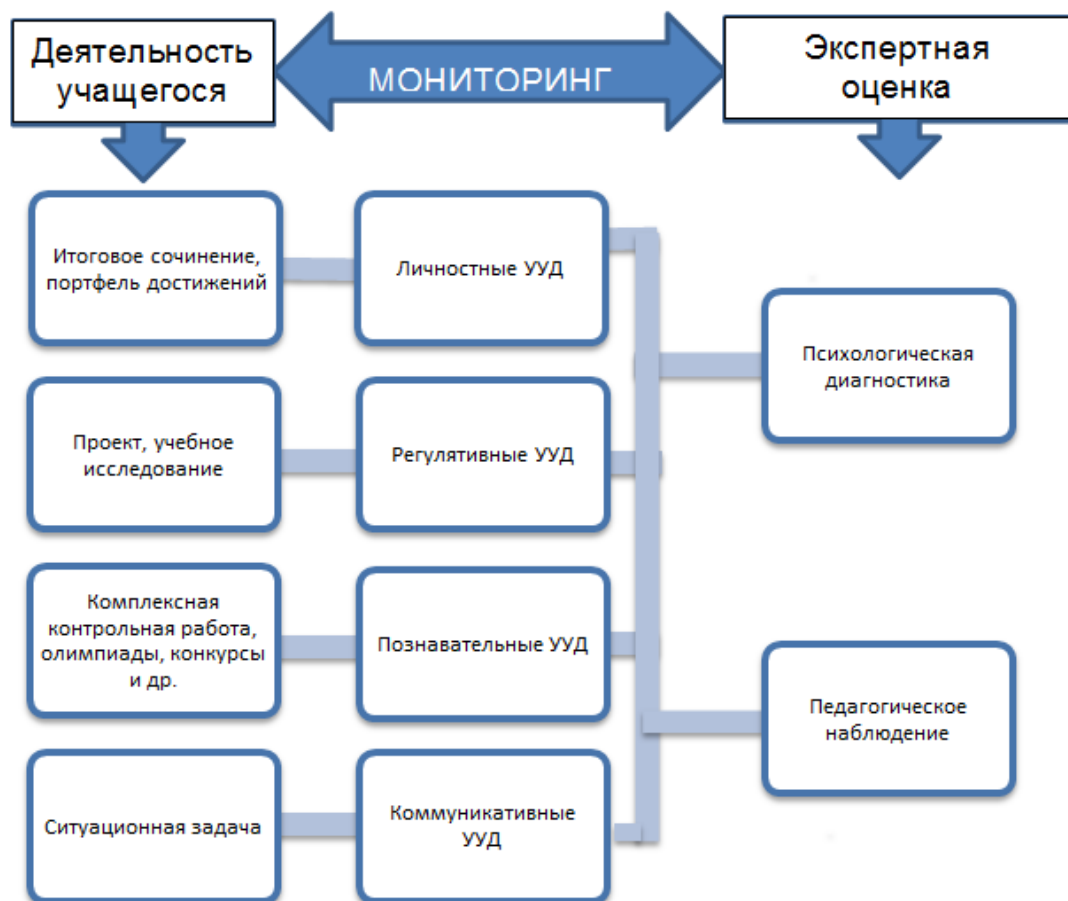 Деятельность
учащегося
МОНИТОРИНГ
Экспертная
оценка
Итоговое сочинение,
портфель достижений
Личностные УУД
Психологическая
диагностика
Проект, учебное
исследование
Регулятивные УУД
Комплексная
контрольная работа,
олимпиады, конкурсы
и др.
Познавательные УУД
Педагогическое
наблюдение
Ситуационная задача
Коммуникативные
УУД